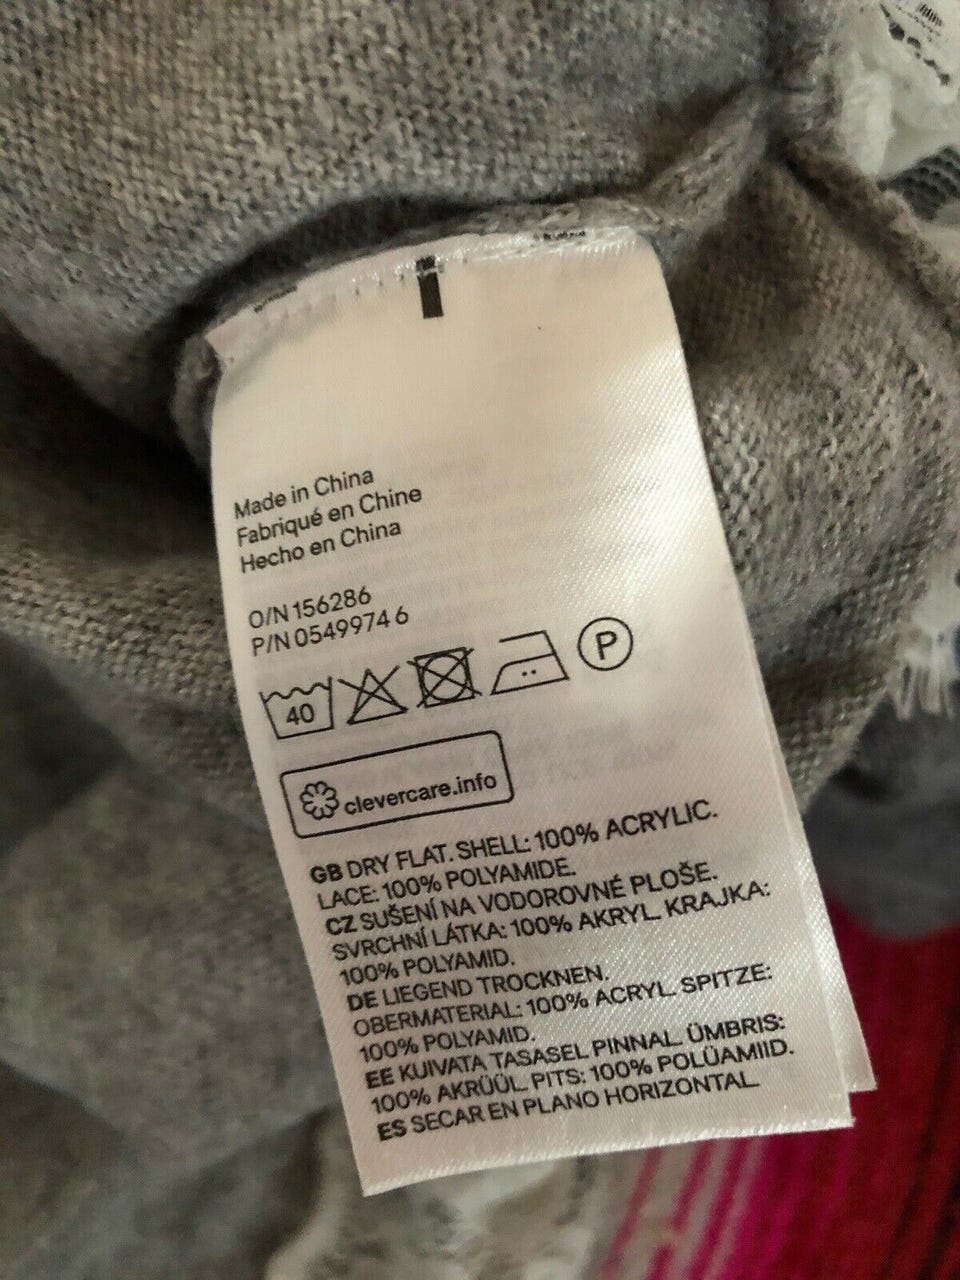 Made in China
Fabriqué en Chine
Hecho en China
O/N 156286
P/N 0549974 6
40
P
clevercare.info
GB DRY FLAT. SHELL: 100% ACRYLIC.
LACE: 100% POLYAMIDE.
CZ SUŠENÍ NA VODOROVNÉ PLOŠE.
SVRCHNÍ LÁTKA: 100% AKRYL. KRAJKA:
100% POLYAMID.
DE LIEGEND TROCKNEN.
OBERMATERIAL: 100% ACRYL. SPITZE:
100% POLYAMID.
EE KUIVATA TASASEL PINNAL. ÜMBRIS:
100% AKRÜÜL. PITS: 100% POLÜAMIID.
ES SECAR EN PLANO HORIZONTAL.